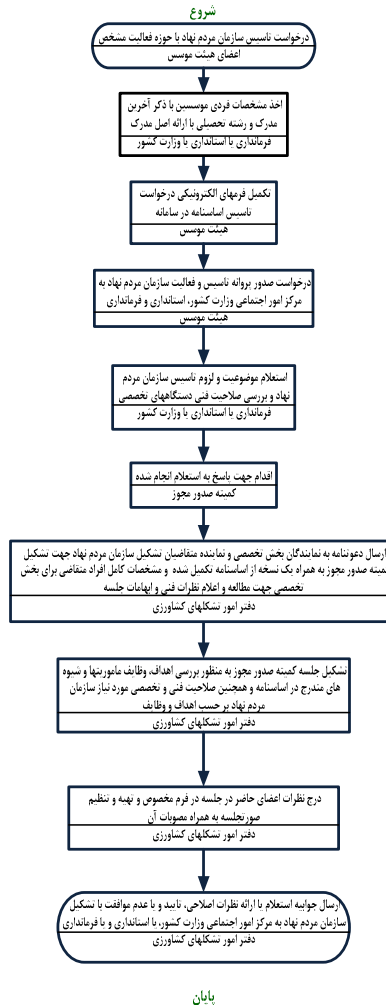 شروع
درخواست تاسیس سازمان مردم نهاد با حوزه فعالیت مشخص
اعضای هیئت موسس
اخذ مشخصات فردی موسسین با ذکر آخرین
مدرک و رشته تحصیلی با ارائه اصل مدرک
فرمانداری یا استانداری یا وزارت کشور
تکمیل فرمهای الکترونیکی درخواست
تاسیس اساسنامه در سامانه
هیئت موسس
درخواست صدور پروانه تاسیس و فعالیت سازمان مردم نهاد به
مرکز امور اجتماعی وزارت کشور، استانداری و فرمانداری
هیئت موسس
استعلام موضوعیت و لزوم تاسیس سازمان مردم
نهاد و بررسی صلاحیت فنی دستگاههای تخصصی
فرمانداری یا استانداری یا وزارت کشور
اقدام جهت پاسخ به استعلام انجام شده
کمیته صدور مجوز
ارسال دعوتنامه به نمایندگان بخش تخصصی و نماینده متقاضیان تشکیل سازمان مردم نهاد جهت تشکیل
میته صدور مجوز به همراه یک نسخه از اساسنامه تکمیل شده و مشخصات کامل افراد متقاضی برای بخش
تخصصی جهت مطالعه و اعلام نظرات فنی و ابهامات جلسه
دفتر امور تشکلهای کشاورزی
تشکیل جلسه کمیته صدور مجوز به منظور بررسی اهداف، وظایف ماموریتها و شیوه
های مندرج در اساسنامه و همچنین صلاحیت فنی و تخصصی مورد نیاز سازمان
مردم نهاد بر حسب اهداف و وظایف
دفتر امور تشکلهای کشاورزی
درج نظرات اعضای حاضر در جلسه در فرم مخصوص و تهیه و تنظیم
صورتجلسه به همراه مصوبات آن
دفتر امور تشکلهای کشاورزی
ارسال جوابیه استعلام با ارائه نظرات اصلاحی، تایید و یا عدم موافقت با تشکیل
سازمان مردم نهاد به مرکز امور اجتماعی وزارت کشور، یا استانداری و یا فرمانداری
دفتر امور تشکلهای کشاورزی
پایان